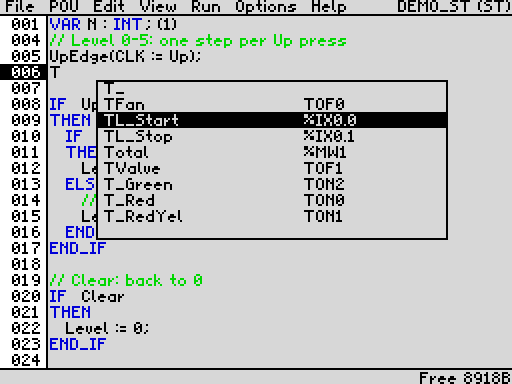 File POU Edit View Run Options Help DEMO_ST (ST)
001 VAR N : INT; (1)
004 // Level 0-5: one step per Up press
005 UpEdge(CLK := Up);
006 T
007 T_
008 IF Up TFan TOF0
009 THEN TL_Start %IX0.0
010 IF TL_Stop %IX0.1
011 THE Total %MW1
012 Le TValue TOF1
013 ELS T_Green TON2
014 // T_Red TON0
015 Le T_RedYel TON1
016 END
017 END_IF
018
019 // Clear: back to 0
020 IF Clear
021 THEN
022 Level := 0;
023 END_IF
024
Free 8918B